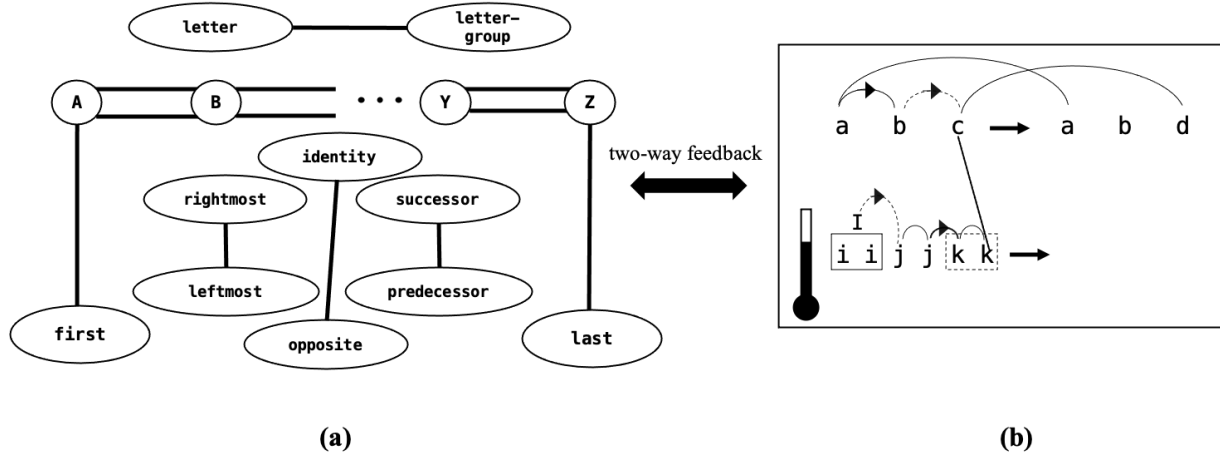 letter
letter-
group
A
B
. . .
Y
Z
identity
rightmost
successor
leftmost
predecessor
first
opposite
last
two-way feedback
a b c a b d
I
i i j j k k
(a)
(b)